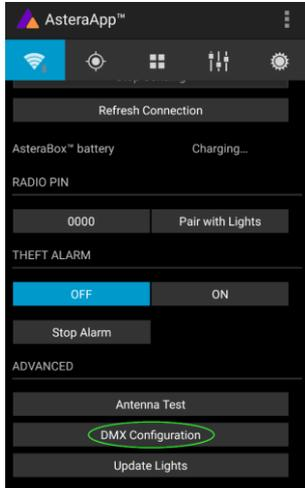 AsteraApp™
Refresh Connection
AsteraBox™ battery Charging...
RADIO PIN
0000 Pair with Lights
THEFT ALARM
OFF ON
Stop Alarm
ADVANCED
Antenna Test
DMX Configuration
Update Lights